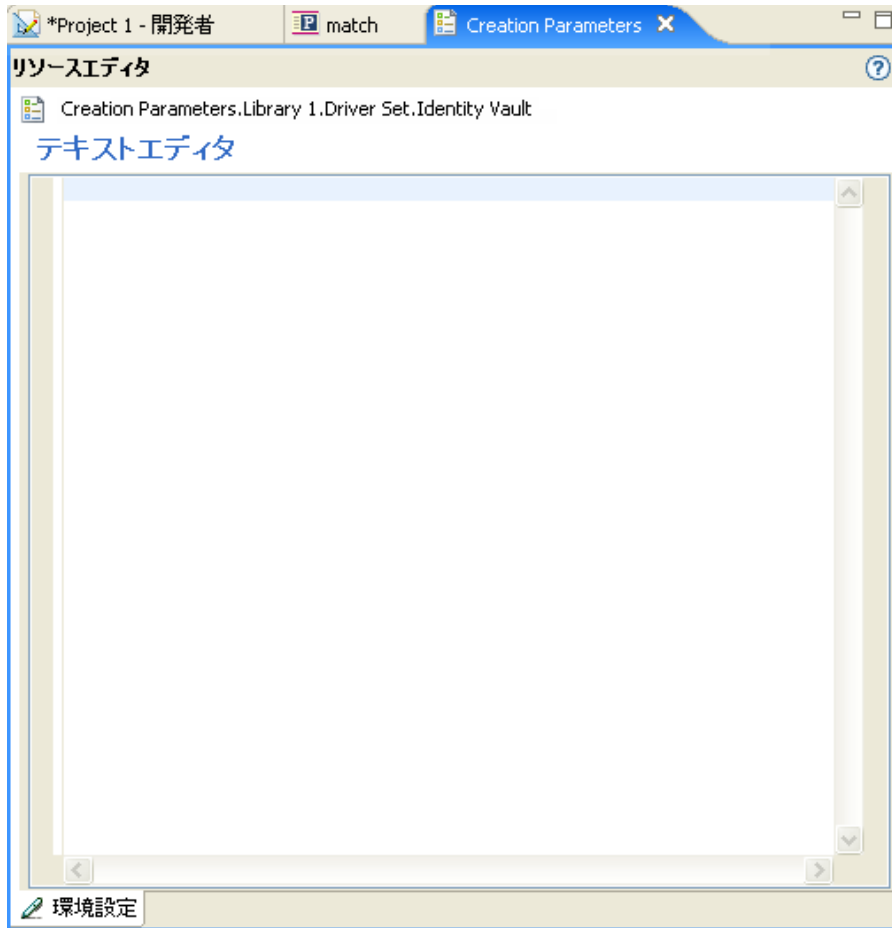 *Project 1 - 開発者 match Creation Parameters
リソースエディタ
Creation Parameters.Library 1.Driver Set.Identity Vault
テキストエディタ
環境設定